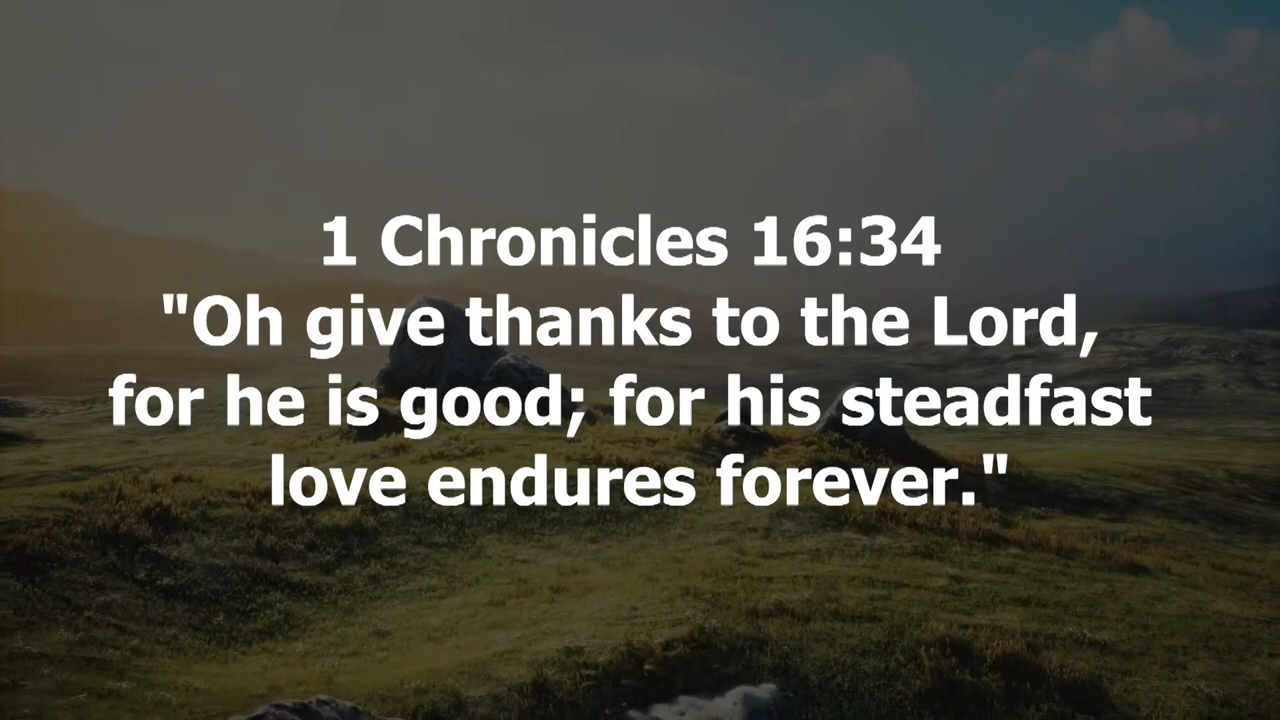 1 Chronicles 16:34
"Oh give thanks to the Lord,
for he is good; for his steadfast
love endures forever."